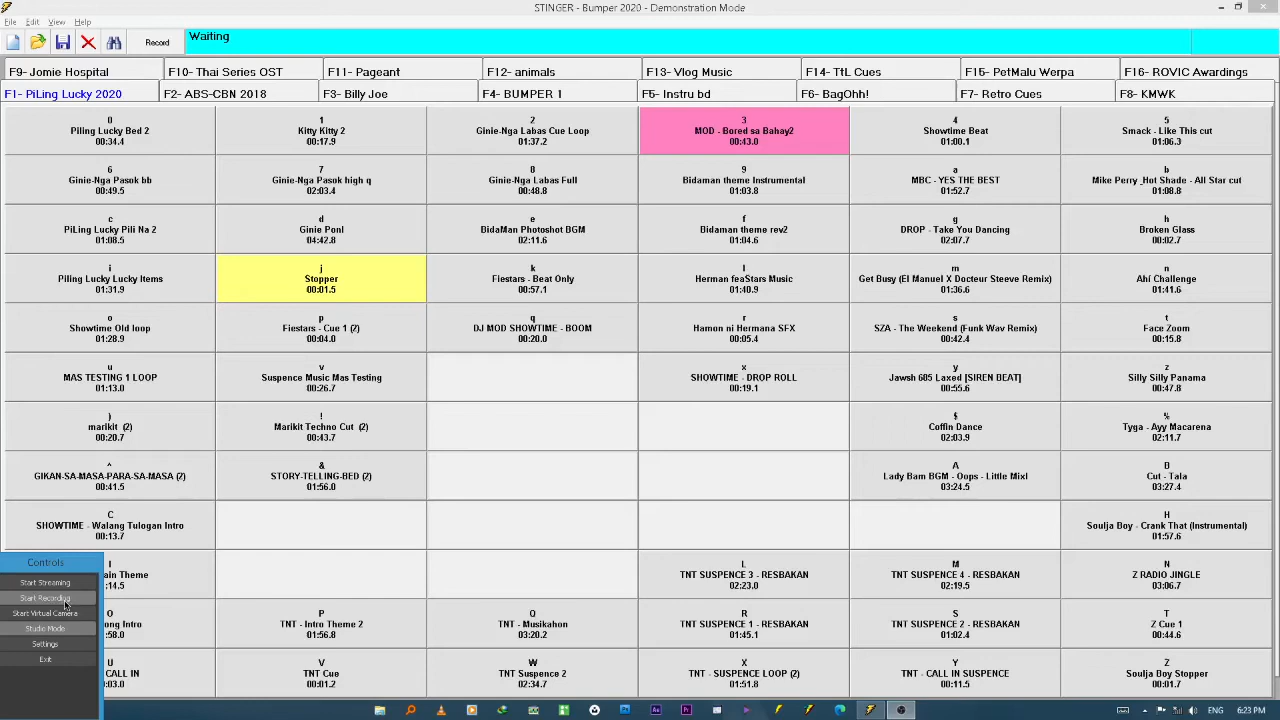 STINGER - Bumper 2020 - Demonstration Mode
File Edit View Help
Record
Waiting
F9- Jomie Hospital
F10- Thai Series OST
F11- Pageant
F12- animals
F13- Vlog Music
F14- TfL Cues
F15- PetMalu Werpa
F16- ROVIC Awardings
F1- PiLing Lucky 2020
F2- ABS-CBN 2018
F3- Billy Joe
F4- BUMPER 1
F5- Instru bd
F6- BagOhh!
F7- Retro Cues
F8- KMWK
0
Piling Lucky Bed 2
00:34.4
1
Kitty Kitty 2
00:17.9
2
Ginie-Nga Labas Cue Loop
01:37.2
3
MOD - Bored sa Bahay2
00:43.0
4
Showtime Beat
01:00.1
5
Smack - Like This cut
01:06.3
6
Ginie-Nga Pasok bb
00:49.5
7
Ginie-Nga Pasok high q
02:03.4
8
Ginie-Nga Labas Full
00:48.8
9
Bidaman theme Instrumental
01:03.8
a
MBC - YES THE BEST
01:52.7
b
Mike Perry _Hot Shade - All Star cut
01:08.8
c
PiLing Lucky Pili Na 2
01:08.5
d
Ginie Ponl
04:42.8
e
BidaMan Photoshot BGM
02:11.6
f
Bidaman theme rev2
01:04.6
g
DROP - Take You Dancing
02:07.7
h
Broken Glass
00:02.7
i
Piling Lucky Lucky Items
01:31.9
j
Stopper
00:01.5
k
Fiestars - Beat Only
00:57.1
l
Herman feaStars Music
01:40.9
m
Get Busy (El Manuel X Docteur Steeve Remix)
01:36.6
n
Ahí Challenge
01:41.6
o
Showtime Old loop
01:28.9
p
Fiestars - Cue 1 (2)
00:04.0
q
DJ MOD SHOWTIME - BOOM
00:20.0
r
Hamon ni Hermana SFX
00:05.4
s
SZA - The Weekend (Funk Wav Remix)
00:42.4
t
Face Zoom
00:15.8
u
MAS TESTING 1 LOOP
01:13.0
v
Suspence Music Mas Testing
00:26.7
x
SHOWTIME - DROP ROLL
00:19.1
y
Jawsh 685 Laxed [SIREN BEAT]
00:55.6
z
Silly Silly Panama
00:47.8
)
marikit (2)
00:20.7
!
Marikit Techno Cut (2)
00:43.7
$
Coffin Dance
02:03.9
%
Tyga - Ayy Macarena
02:11.7
^
GIKAN-SA-MASA-PARA-SA-MASA (2)
00:41.5
&
STORY-TELLING-BED (2)
01:56.0
A
Lady Bam BGM - Oops - Little Mixl
03:24.5
B
Cut - Tala
03:27.4
C
SHOWTIME - Walang Tulogan Intro
00:13.7
H
Soulja Boy - Crank That (Instrumental)
01:57.6
I
ain Theme
:14.5
L
TNT SUSPENCE 3 - RESBAKAN
02:23.0
M
TNT SUSPENCE 4 - RESBAKAN
02:19.5
N
Z RADIO JINGLE
03:06.7
O
ong Intro
:58.0
P
TNT - Intro Theme 2
01:56.8
Q
TNT - Musikahon
03:20.2
R
TNT SUSPENCE 1 - RESBAKAN
01:45.1
S
TNT SUSPENCE 2 - RESBAKAN
01:02.4
T
Z Cue 1
00:44.6
U
CALL IN
:03.0
V
TNT Cue
00:01.2
W
TNT Suspence 2
02:34.7
X
TNT - SUSPENCE LOOP (2)
01:51.8
Y
TNT - CALL IN SUSPENCE
00:11.5
Z
Soulja Boy Stopper
00:01.7
Controls
Start Streaming
Start Recording
Start Virtual Camera
Studio Mode
Settings
Exit
6:23 PM